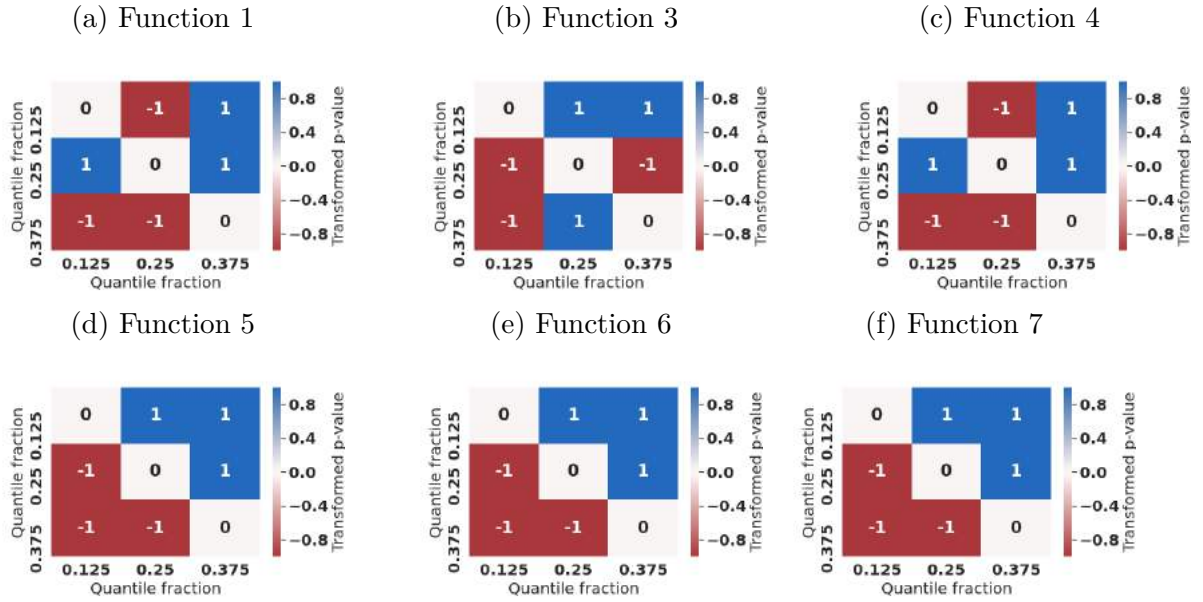 (a) Function 1
(b) Function 3
(c) Function 4
Quantile fraction
0.125
0.25
0.375
0 -1 1
1 0 1
-1 -1 0
0.125 0.25 0.375
Quantile fraction
0.8
0.4
0.0
−0.4
−0.8
Transformed p-value
Quantile fraction
0.125
0.25
0.375
0 1 1
-1 0 -1
-1 1 0
0.125 0.25 0.375
Quantile fraction
0.8
0.4
0.0
−0.4
−0.8
Transformed p-value
Quantile fraction
0.125
0.25
0.375
0 -1 1
1 0 1
-1 -1 0
0.125 0.25 0.375
Quantile fraction
0.8
0.4
0.0
−0.4
−0.8
Transformed p-value
(d) Function 5
(e) Function 6
(f) Function 7
Quantile fraction
0.125
0.25
0.375
0 1 1
-1 0 1
-1 -1 0
0.125 0.25 0.375
Quantile fraction
0.8
0.4
0.0
−0.4
−0.8
Transformed p-value
Quantile fraction
0.125
0.25
0.375
0 1 1
-1 0 1
-1 -1 0
0.125 0.25 0.375
Quantile fraction
0.8
0.4
0.0
−0.4
−0.8
Transformed p-value
Quantile fraction
0.125
0.25
0.375
0 1 1
-1 0 1
-1 -1 0
0.125 0.25 0.375
Quantile fraction
0.8
0.4
0.0
−0.4
−0.8
Transformed p-value